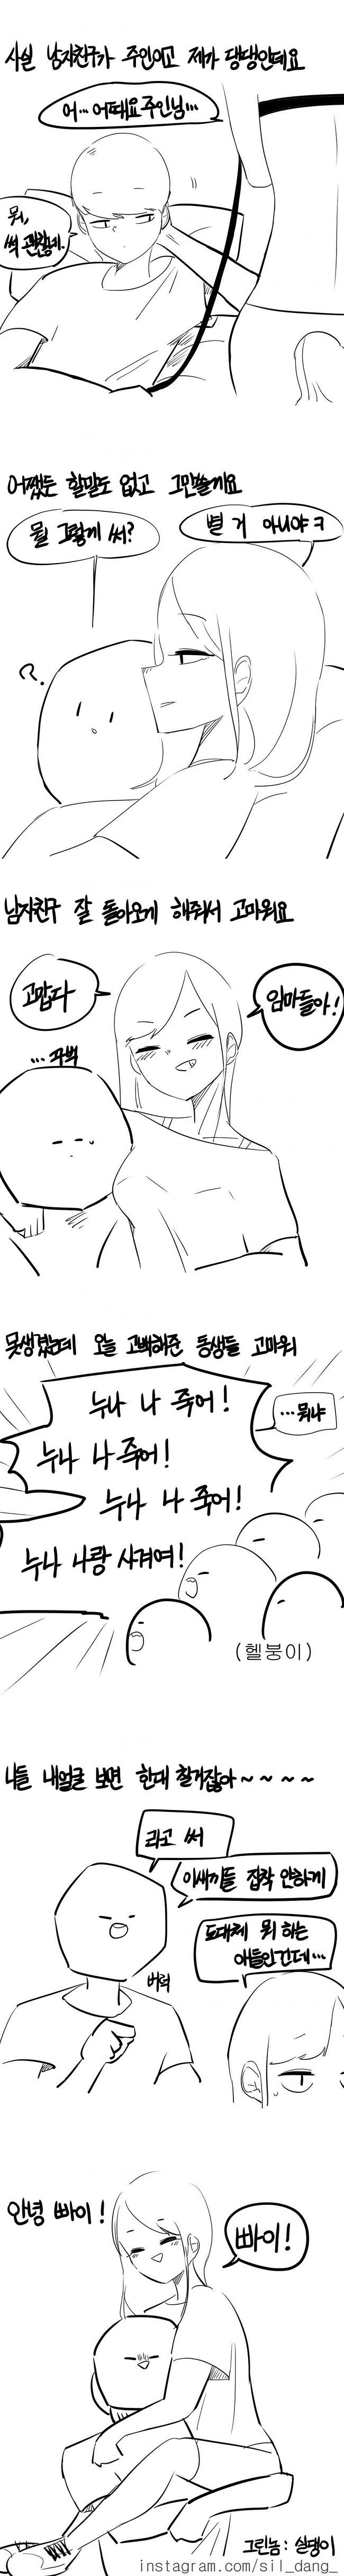 사실 남자친구가 주인이고 제가 댕댕인데요
어... 어때요 주인님...
뭐,
썩 괜찮네.
어쨌든 할말도 없고 그만쓸게요
뭘 그렇게 써?
별 거 아니야ㅋ
?.
남자친구 잘 돌아오게 해줘서 고마워요
고맙다
임마들아!
...꾸벅
못생겼는데 오늘 고백해준 동생들 고마워
누나 나 죽어!
...뭐냐
누나 나 죽어!
누나 나 죽어!
누나 나랑 사겨여!
(헬붕이)
니들 내얼굴 보면 한대 칠거잖아~~~~
라고 써
이새끼들 집착 안하게
도대체 뭐 하는
애들인건데...
버럭
안녕 빠이!
빠이!
그린놈 : 실댕이
instagram.com/sil_dang_